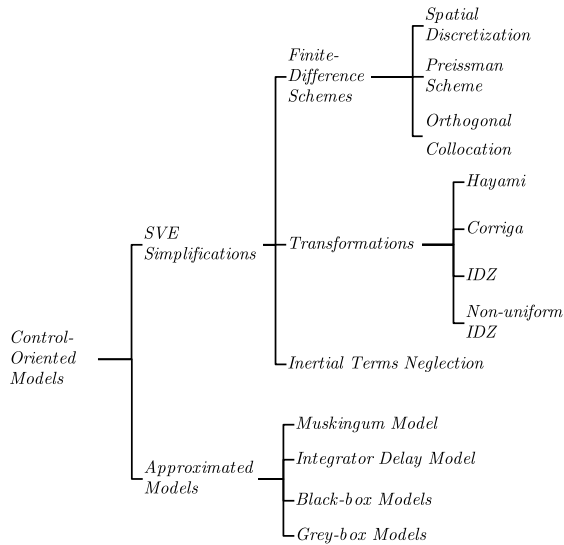 Spatial
Discretization
Finite-
Difference
Schemes
Preissman
Scheme
Orthogonal
Collocation
Hayami
SVE
Simplifications
Transformations
Corriga
IDZ
Non-uniform
IDZ
Control-
Oriented
Models
Inertial Terms Neglection
Muskingum Model
Approximated
Models
Integrator Delay Model
Black-box Models
Grey-box Models